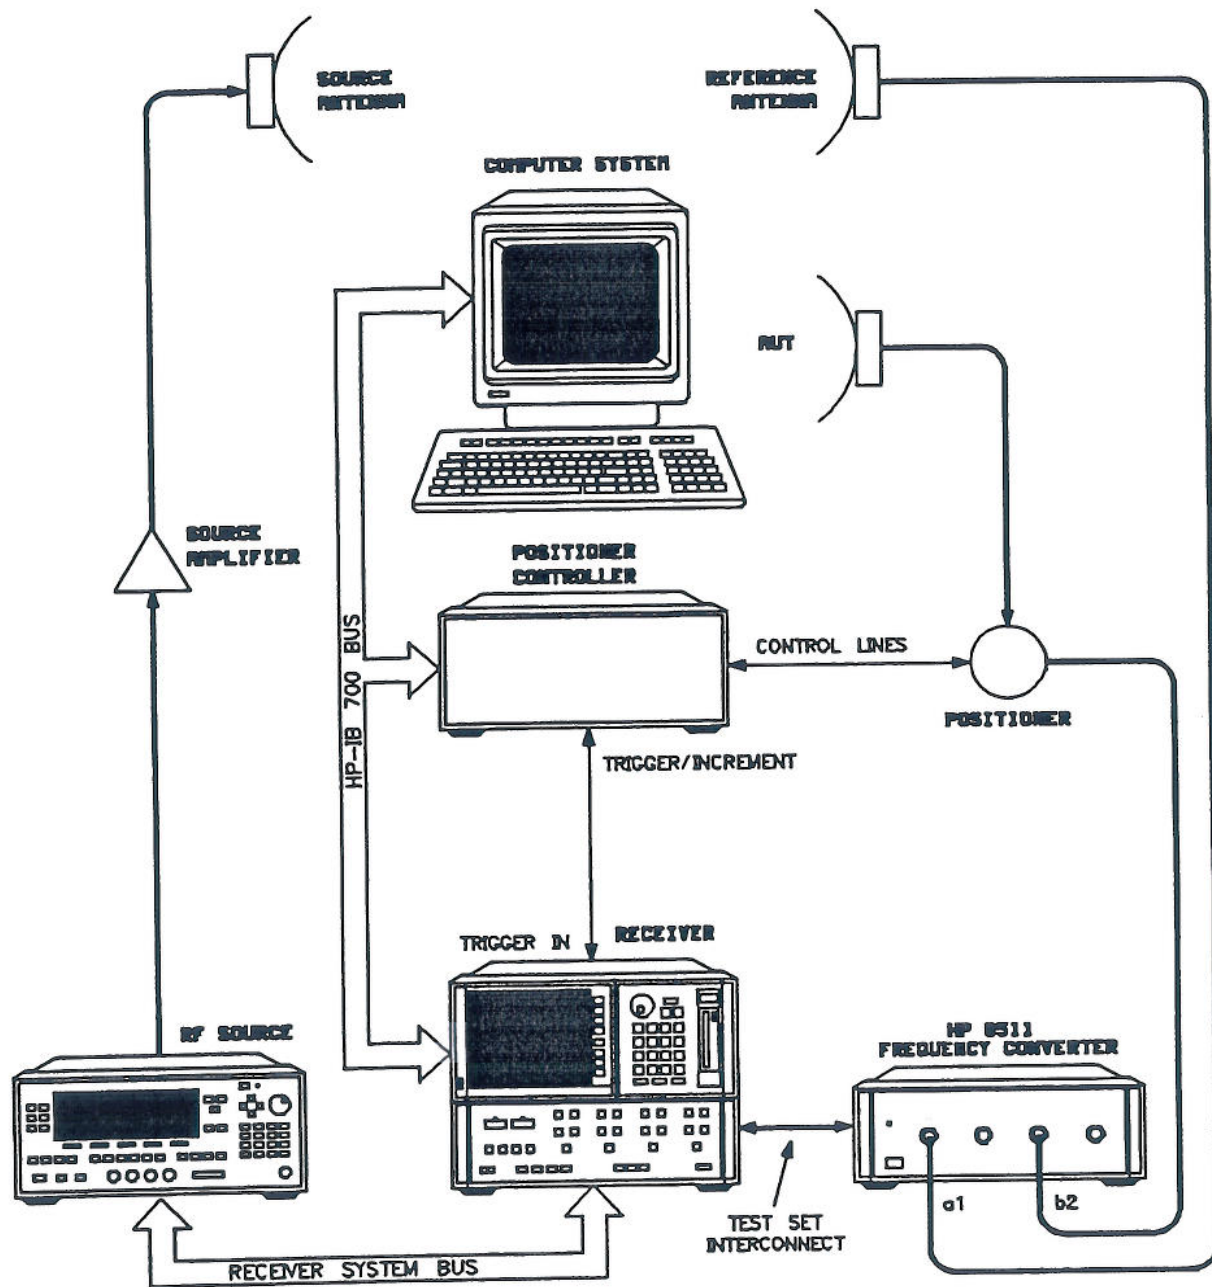 SOURCE
ANTENNA
REFERENCE
ANTENNA
COMPUTER SYSTEM
AUT
SOURCE
AMPLIFIER
POSITIONER
CONTROLLER
HP-IB 700 BUS
CONTROL LINES
POSITIONER
TRIGGER/INCREMENT
TRIGGER IN
RECEIVER
RF SOURCE
HP 8511
FREQUENCY CONVERTER
a1
b2
TEST SET
INTERCONNECT
RECEIVER SYSTEM BUS